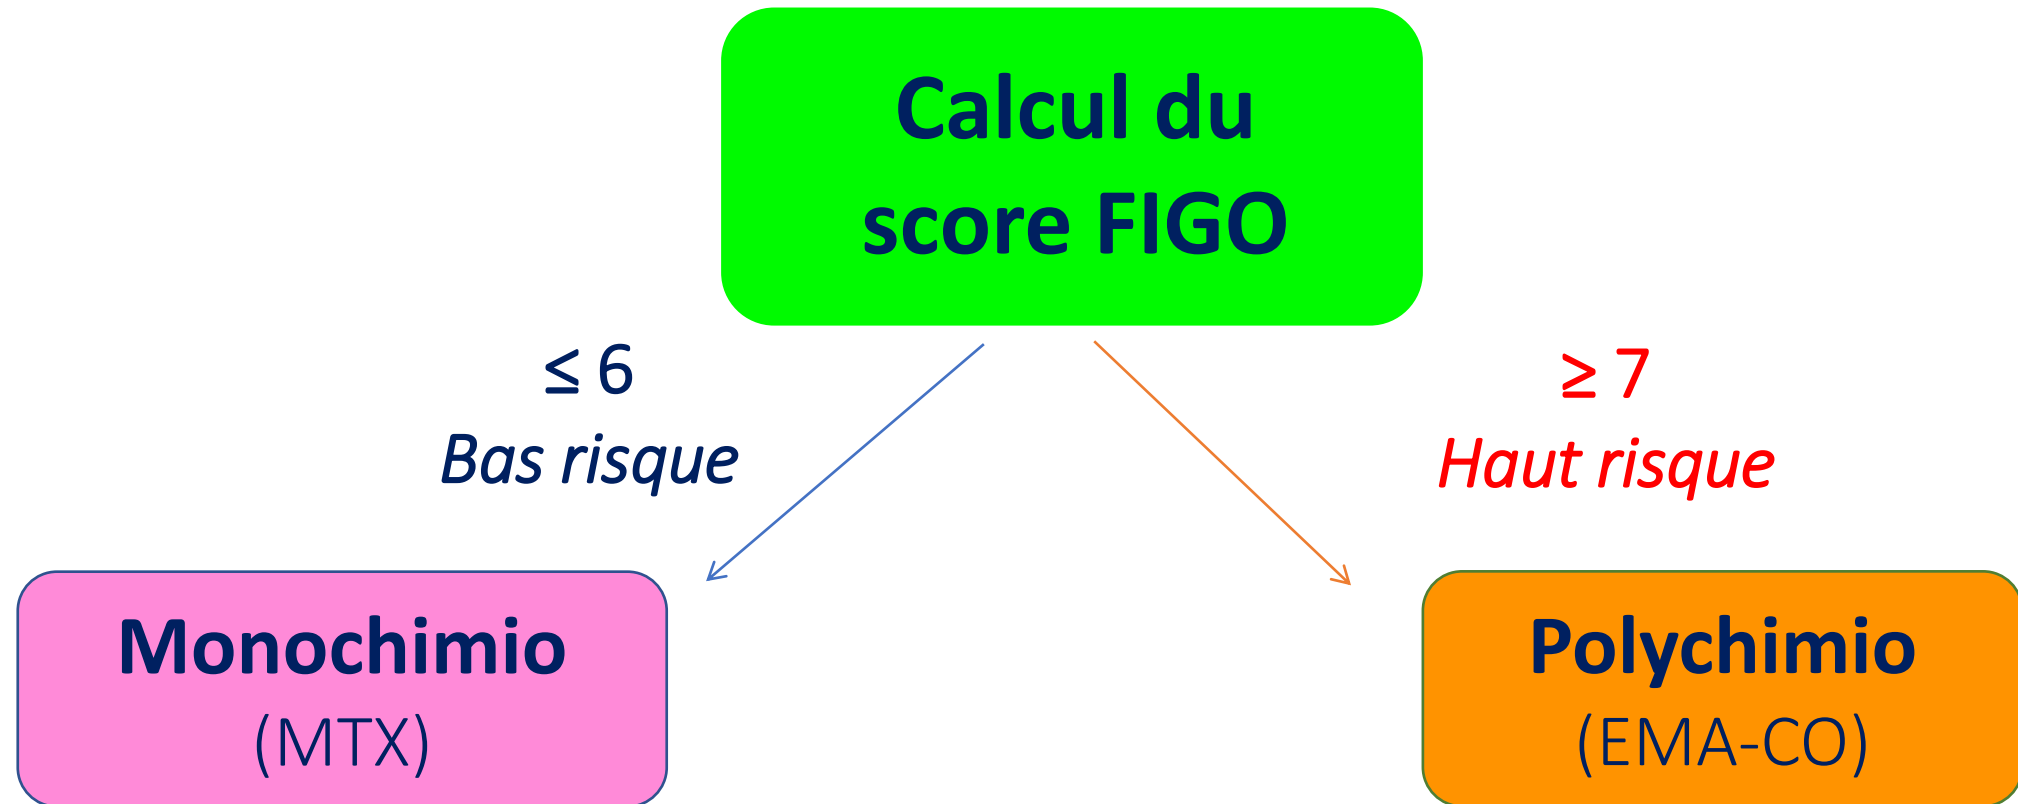 Calcul du
score FIGO
≤ 6
Bas risque
≥ 7
Haut risque
Monochimio
(MTX)
Polychimio
(EMA-CO)